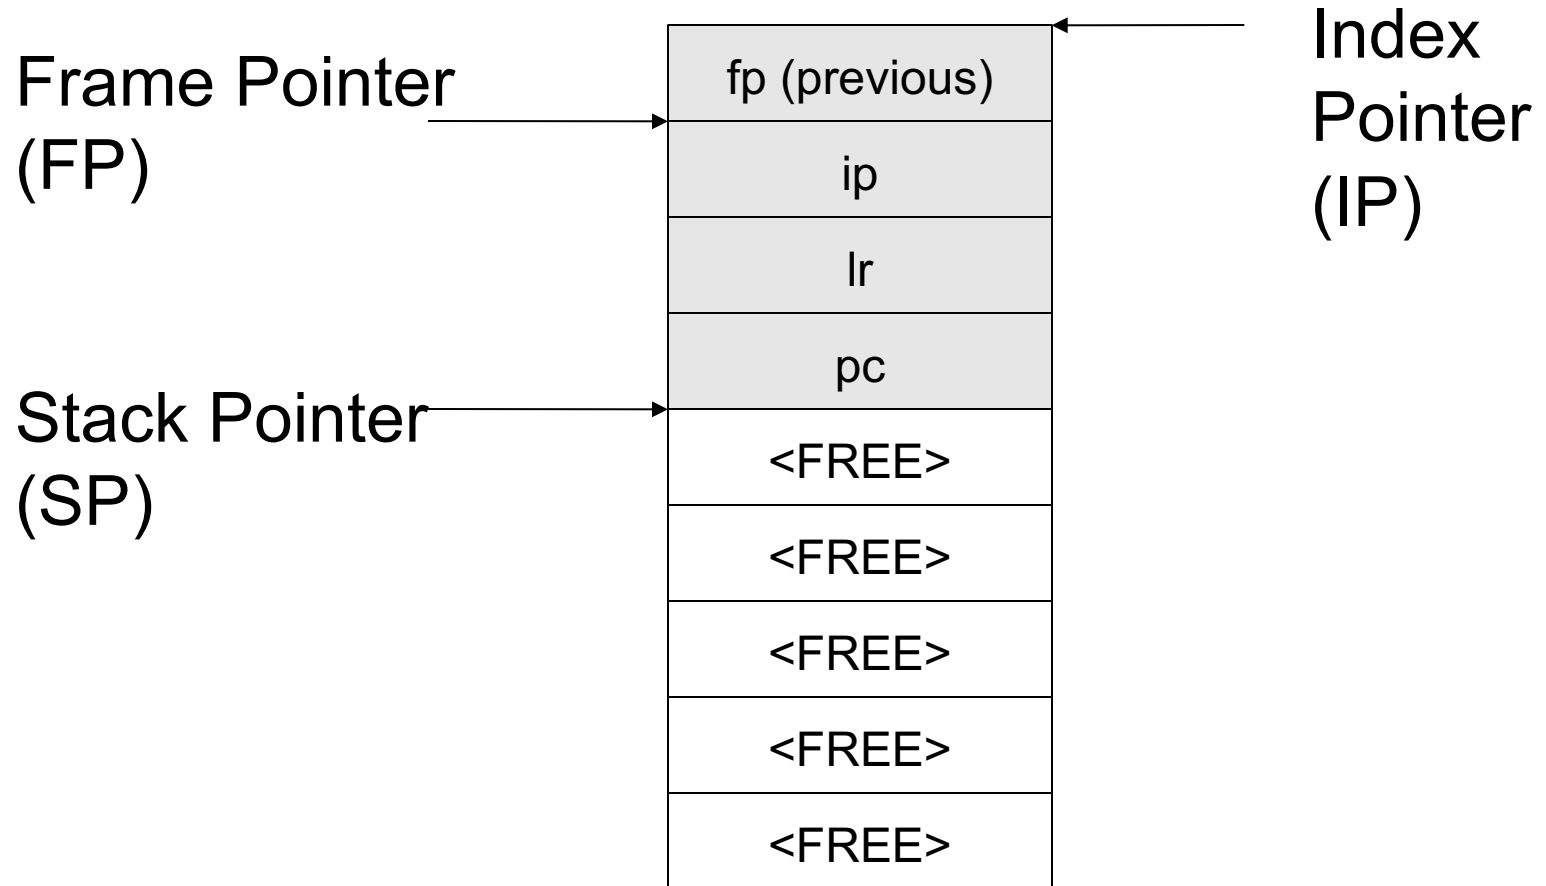 Frame Pointer
(FP)
Stack Pointer
(SP)
fp (previous)
ip
lr
pc
<FREE>
<FREE>
<FREE>
<FREE>
<FREE>
Index
Pointer
(IP)